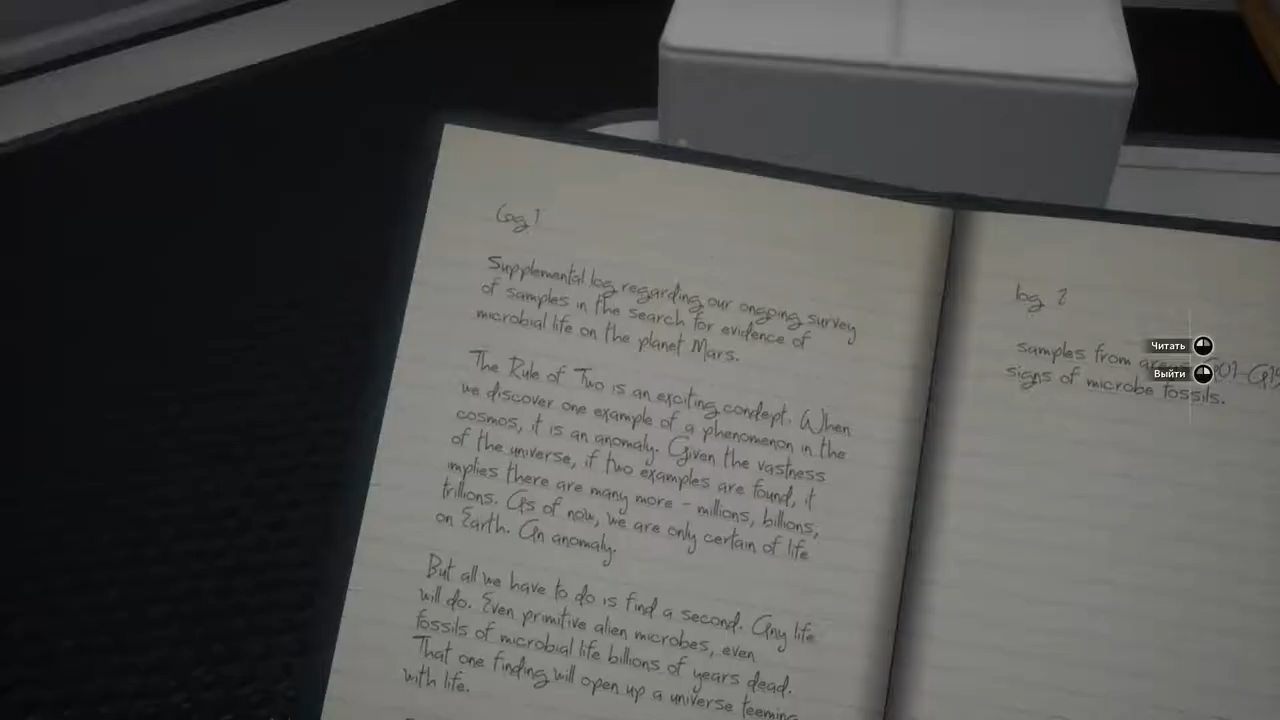 Log 1
Supplemental log regarding our ongoing survey
of samples in the search for evidence of
microbial life on the planet Mars.
The Rule of Two is an exciting condept. When
we discover one example of a phenomenon in the
cosmos, it is an anomaly. Given the vastness
of the universe, if two examples are found, it
implies there are many more - millions, billions,
trillions. As of now, we are only certain of life
on Earth. An anomaly.
But all we have to do is find a second. Any life
will do. Even primitive alien microbes, even
fossils of microbial life billions of years dead.
That one finding will open up a universe teeming
with life.
log 2
samples from
signs of microbe fossils.
Читать
Выйти